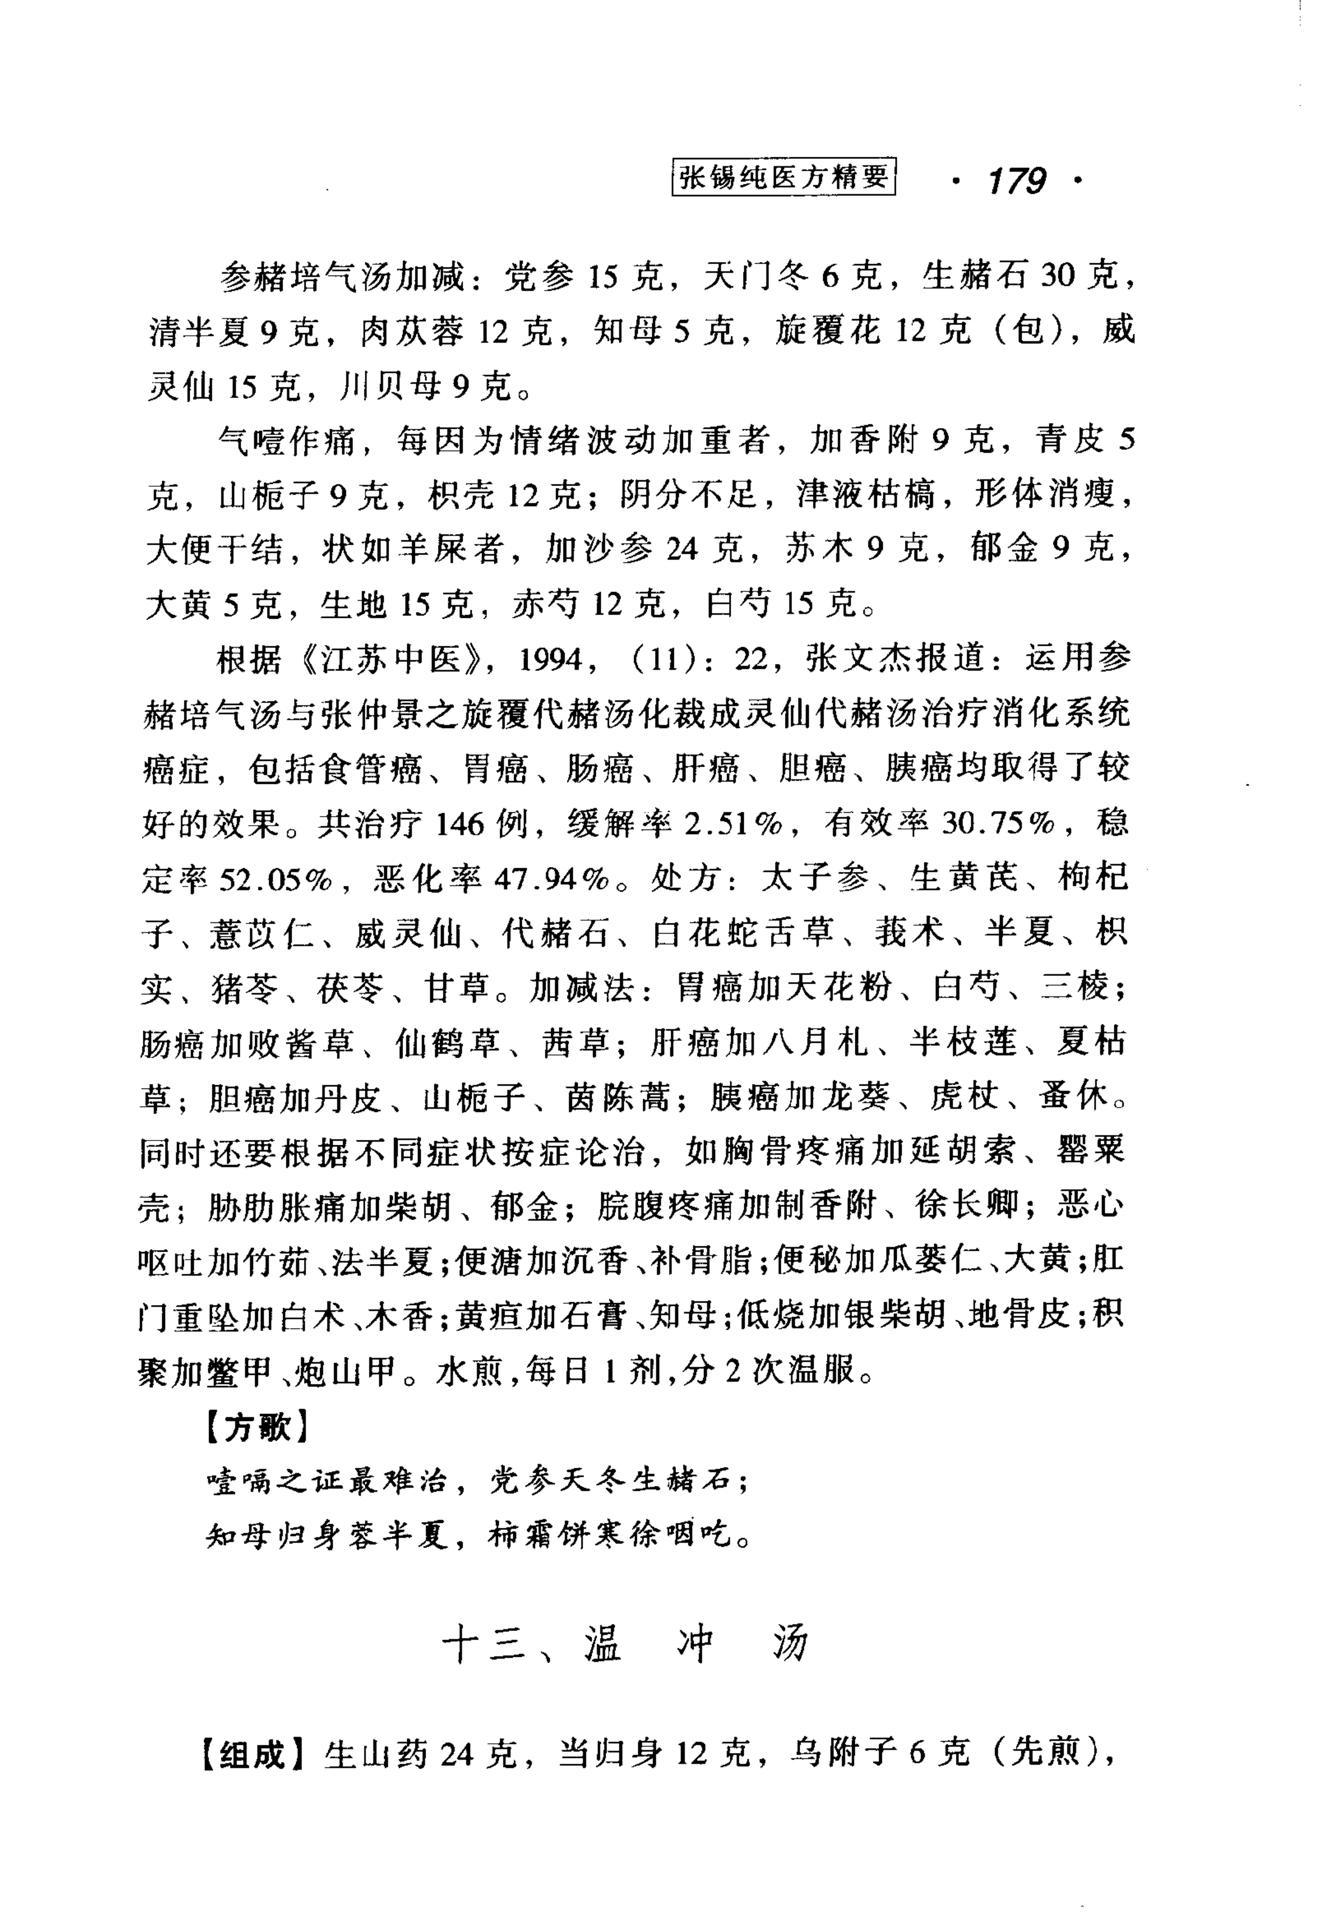 张锡纯医方精要 · 179 ·
参赭培气汤加减：党参 15 克，天门冬 6 克，生赭石 30 克，
清半夏 9 克，肉苁蓉 12 克，知母 5 克，旋覆花 12 克（包），威
灵仙 15 克，川贝母 9 克。
气噎作痛，每因为情绪波动加重者，加香附 9 克，青皮 5
克，山栀子 9 克，枳壳 12 克；阴分不足，津液枯槁，形体消瘦，
大便干结，状如羊屎者，加沙参 24 克，苏木 9 克，郁金 9 克，
大黄 5 克，生地 15 克，赤芍 12 克，白芍 15 克。
根据《江苏中医》，1994，（11）：22，张文杰报道：运用参
赭培气汤与张仲景之旋覆代赭汤化裁成灵仙代赭汤治疗消化系统
癌症，包括食管癌、胃癌、肠癌、肝癌、胆癌、胰癌均取得了较
好的效果。共治疗 146 例，缓解率 2.51%，有效率 30.75%，稳
定率 52.05%，恶化率 47.94%。处方：太子参、生黄芪、枸杞
子、薏苡仁、威灵仙、代赭石、白花蛇舌草、莪术、半夏、枳
实、猪苓、茯苓、甘草。加减法：胃癌加天花粉、白芍、三棱；
肠癌加败酱草、仙鹤草、茜草；肝癌加八月札、半枝莲、夏枯
草；胆癌加丹皮、山栀子、茵陈蒿；胰癌加龙葵、虎杖、蚤休。
同时还要根据不同症状按症论治，如胸骨疼痛加延胡索、罂粟
壳；胁肋胀痛加柴胡、郁金；脘腹疼痛加制香附、徐长卿；恶心
呕吐加竹茹、法半夏；便溏加沉香、补骨脂；便秘加瓜蒌仁、大黄；肛
门重坠加白术、木香；黄疸加石膏、知母；低烧加银柴胡、地骨皮；积
聚加鳖甲、炮山甲。水煎，每日 1 剂，分 2 次温服。
【方歌】
噎嗝之证最难治，党参天冬生赭石；
知母归身蓉半夏，柿霜饼寒徐咽吃。
十三、温 冲 汤
【组成】生山药 24 克，当归身 12 克，乌附子 6 克（先煎），